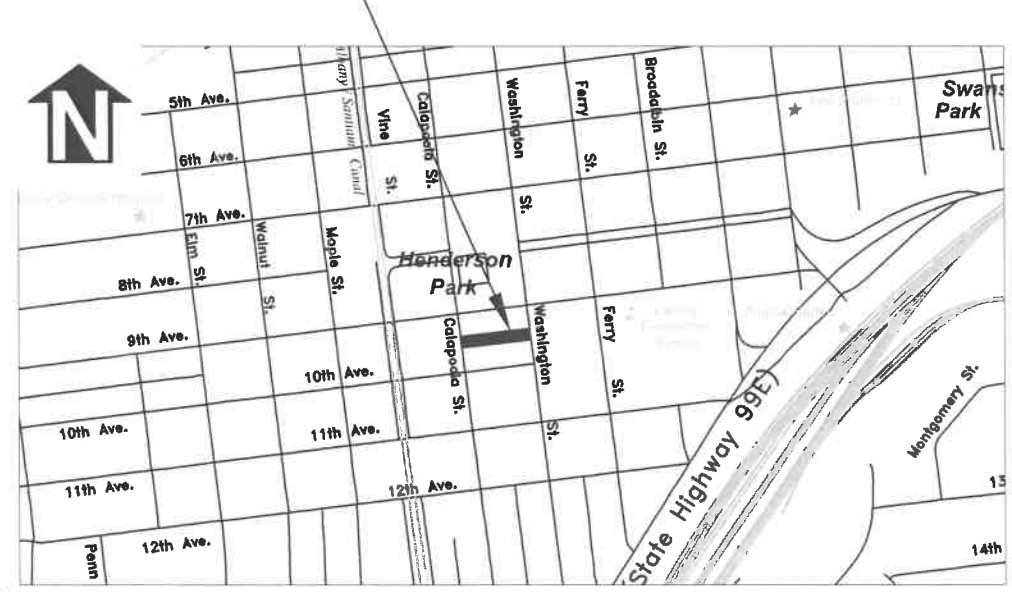 N
5th Ave.
6th Ave.
7th Ave.
8th Ave.
9th Ave.
10th Ave.
11th Ave.
12th Ave.
10th Ave.
11th Ave.
12th Ave.
Elm St.
Walnut St.
Maple St.
Santiam Canal
Vine St.
Calapooia St.
Washington St.
Ferry St.
Broadalbin St.
Henderson
Park
Calapooia St.
Washington St.
Ferry St.
Swans
Park
(State Highway 99E)
Montgomery St.
13
14th
Penn